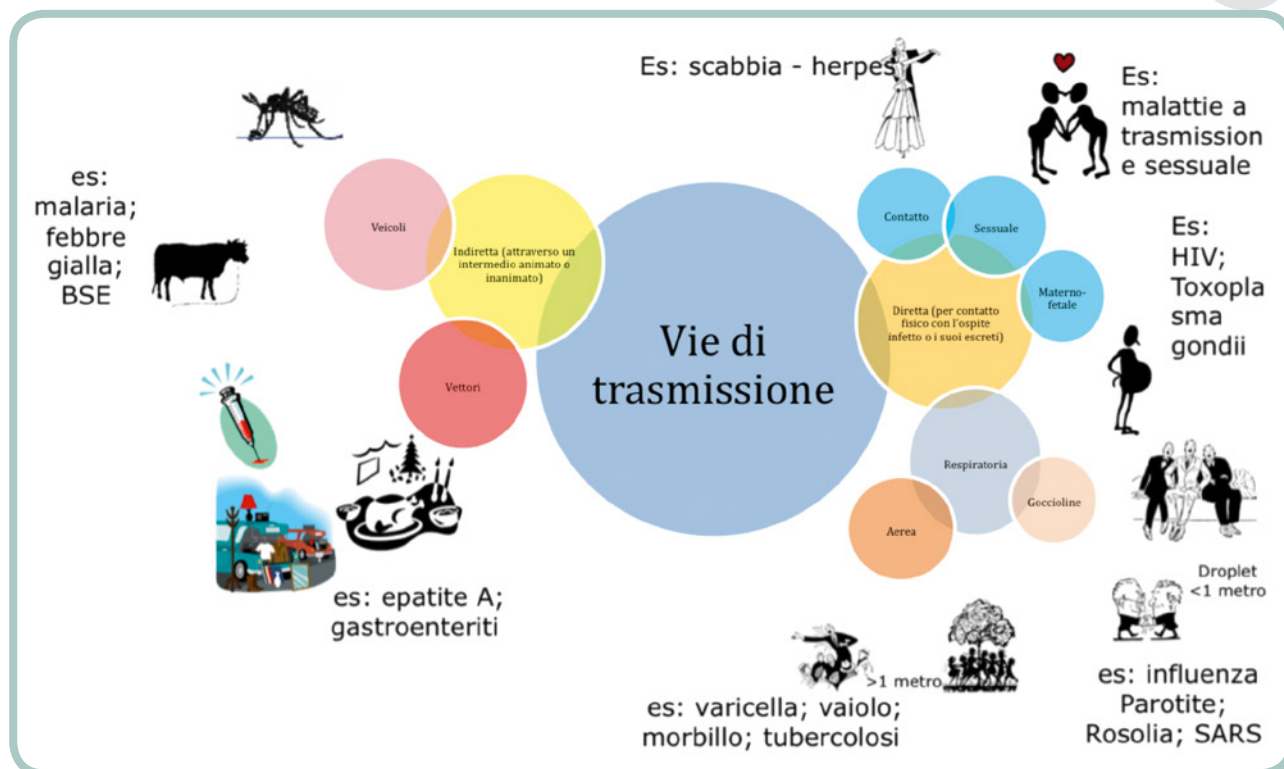 Es: scabbia - herpes
Es:
malattie a
trasmission
e sessuale
es:
malaria;
febbre
gialla;
BSE
Veicoli
Indiretta (attraverso un
intermedio animato o
inanimato)
Vettori
Vie di
trasmissione
Contatto
Sessuale
Materno-
fetale
Diretta (per contatto
fisico con l'ospite
infetto o i suoi escreti)
Es:
HIV;
Toxopla
sma
gondii
Respiratoria
Goccioline
Aerea
es: epatite A;
gastroenteriti
Droplet
<1 metro
>1 metro
es: varicella; vaiolo;
morbillo; tubercolosi
es: influenza
Parotite;
Rosolia; SARS